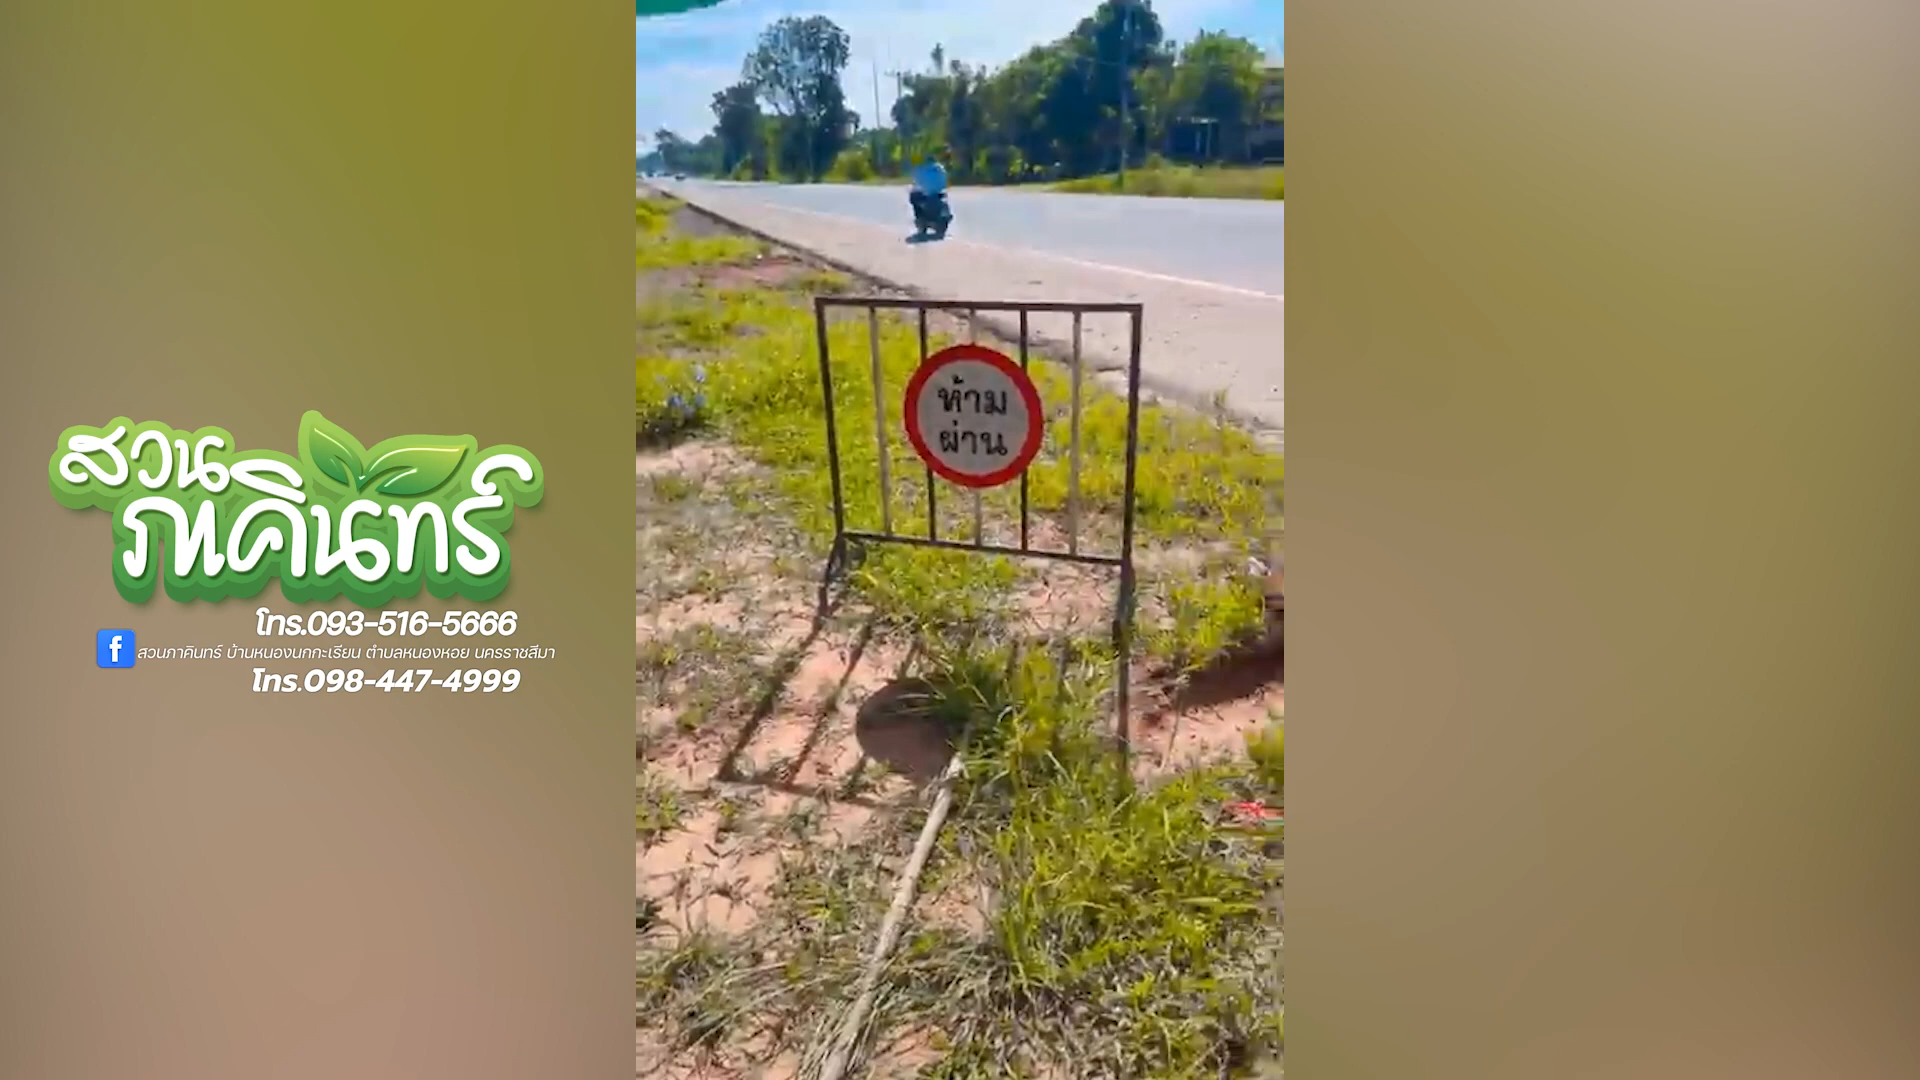 สวน
ภาคินทร์
โทร.093-516-5666
สวนภาคินทร์ บ้านหนองนกกะเรียน ตำบลหนองหอย นครราชสีมา
โทร.098-447-4999
ห้าม
ผ่าน